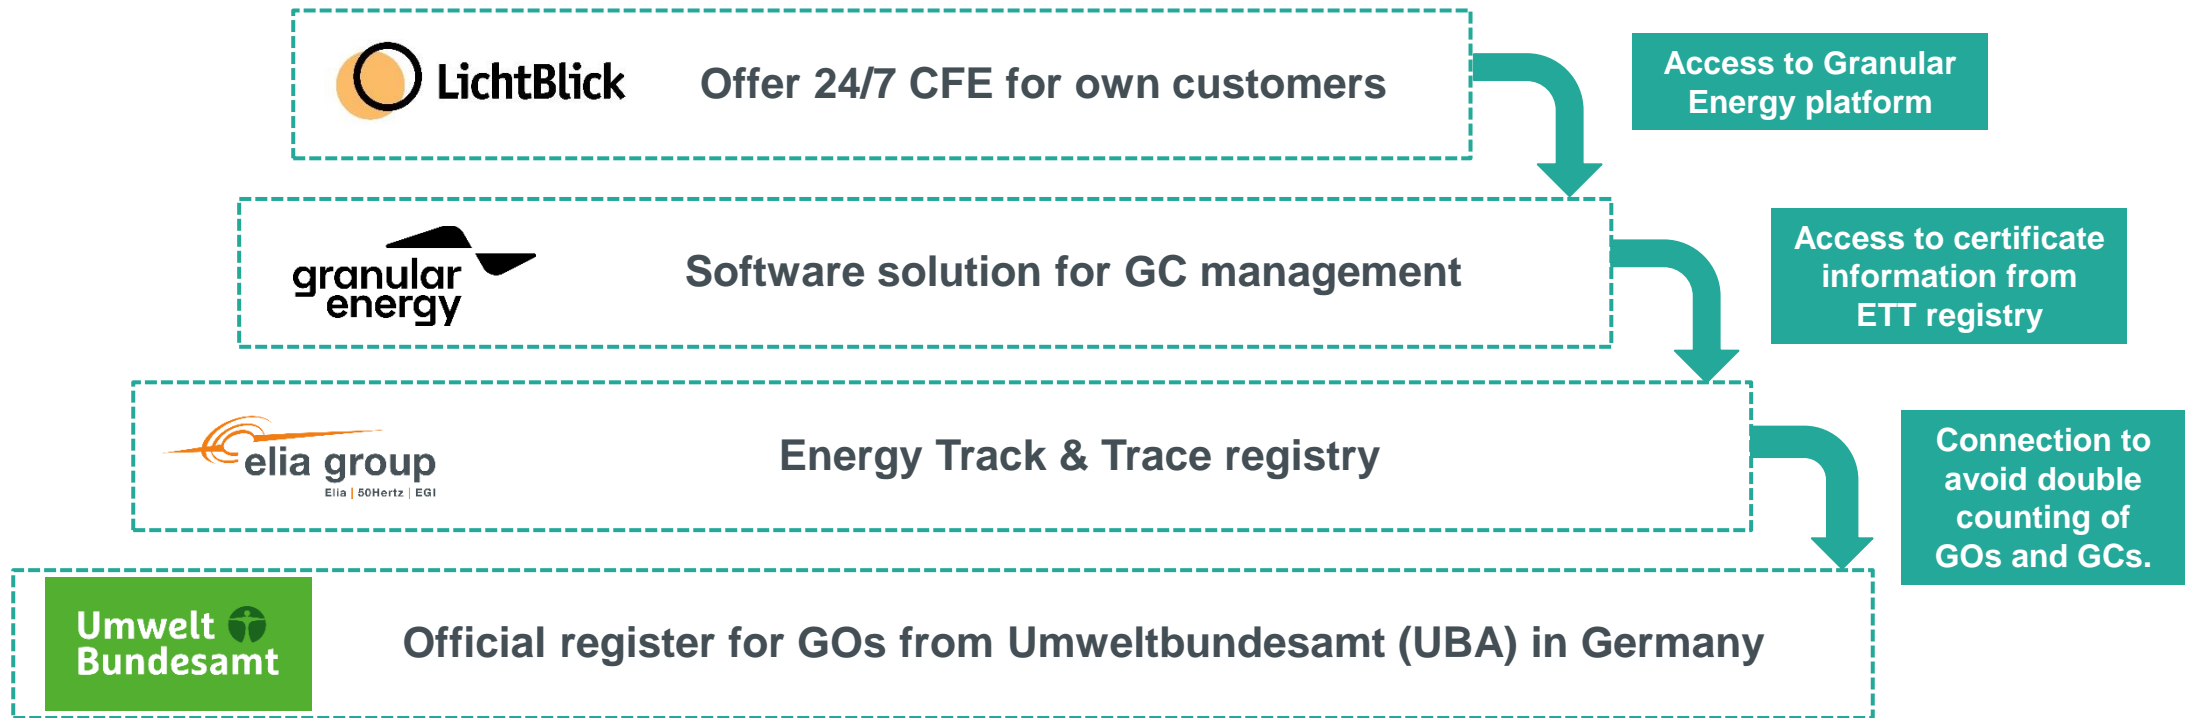 LichtBlick
Offer 24/7 CFE for own customers
Access to Granular
Energy platform
granular
energy
Software solution for GC management
Access to certificate
information from
ETT registry
elia group
Elia | 50Hertz | EGI
Energy Track & Trace registry
Connection to
avoid double
counting of
GOs and GCs.
Umwelt
Bundesamt
Official register for GOs from Umweltbundesamt (UBA) in Germany